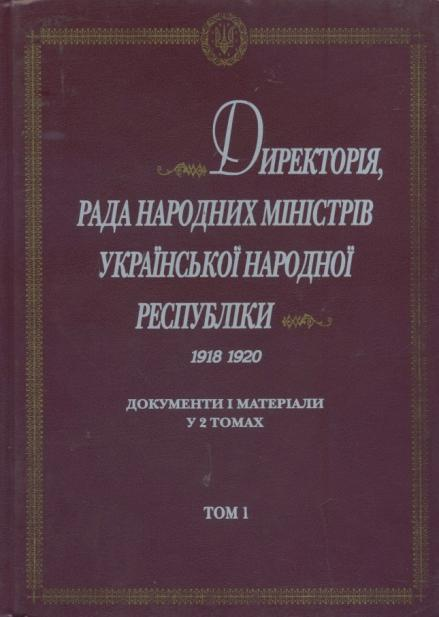 Директорія,
РАДА НАРОДНИХ МІНІСТРІВ
УКРАЇНСЬКОЇ НАРОДНОЇ
РЕСПУБЛІКИ
1918 1920
ДОКУМЕНТИ І МАТЕРІАЛИ
У 2 ТОМАХ
ТОМ 1